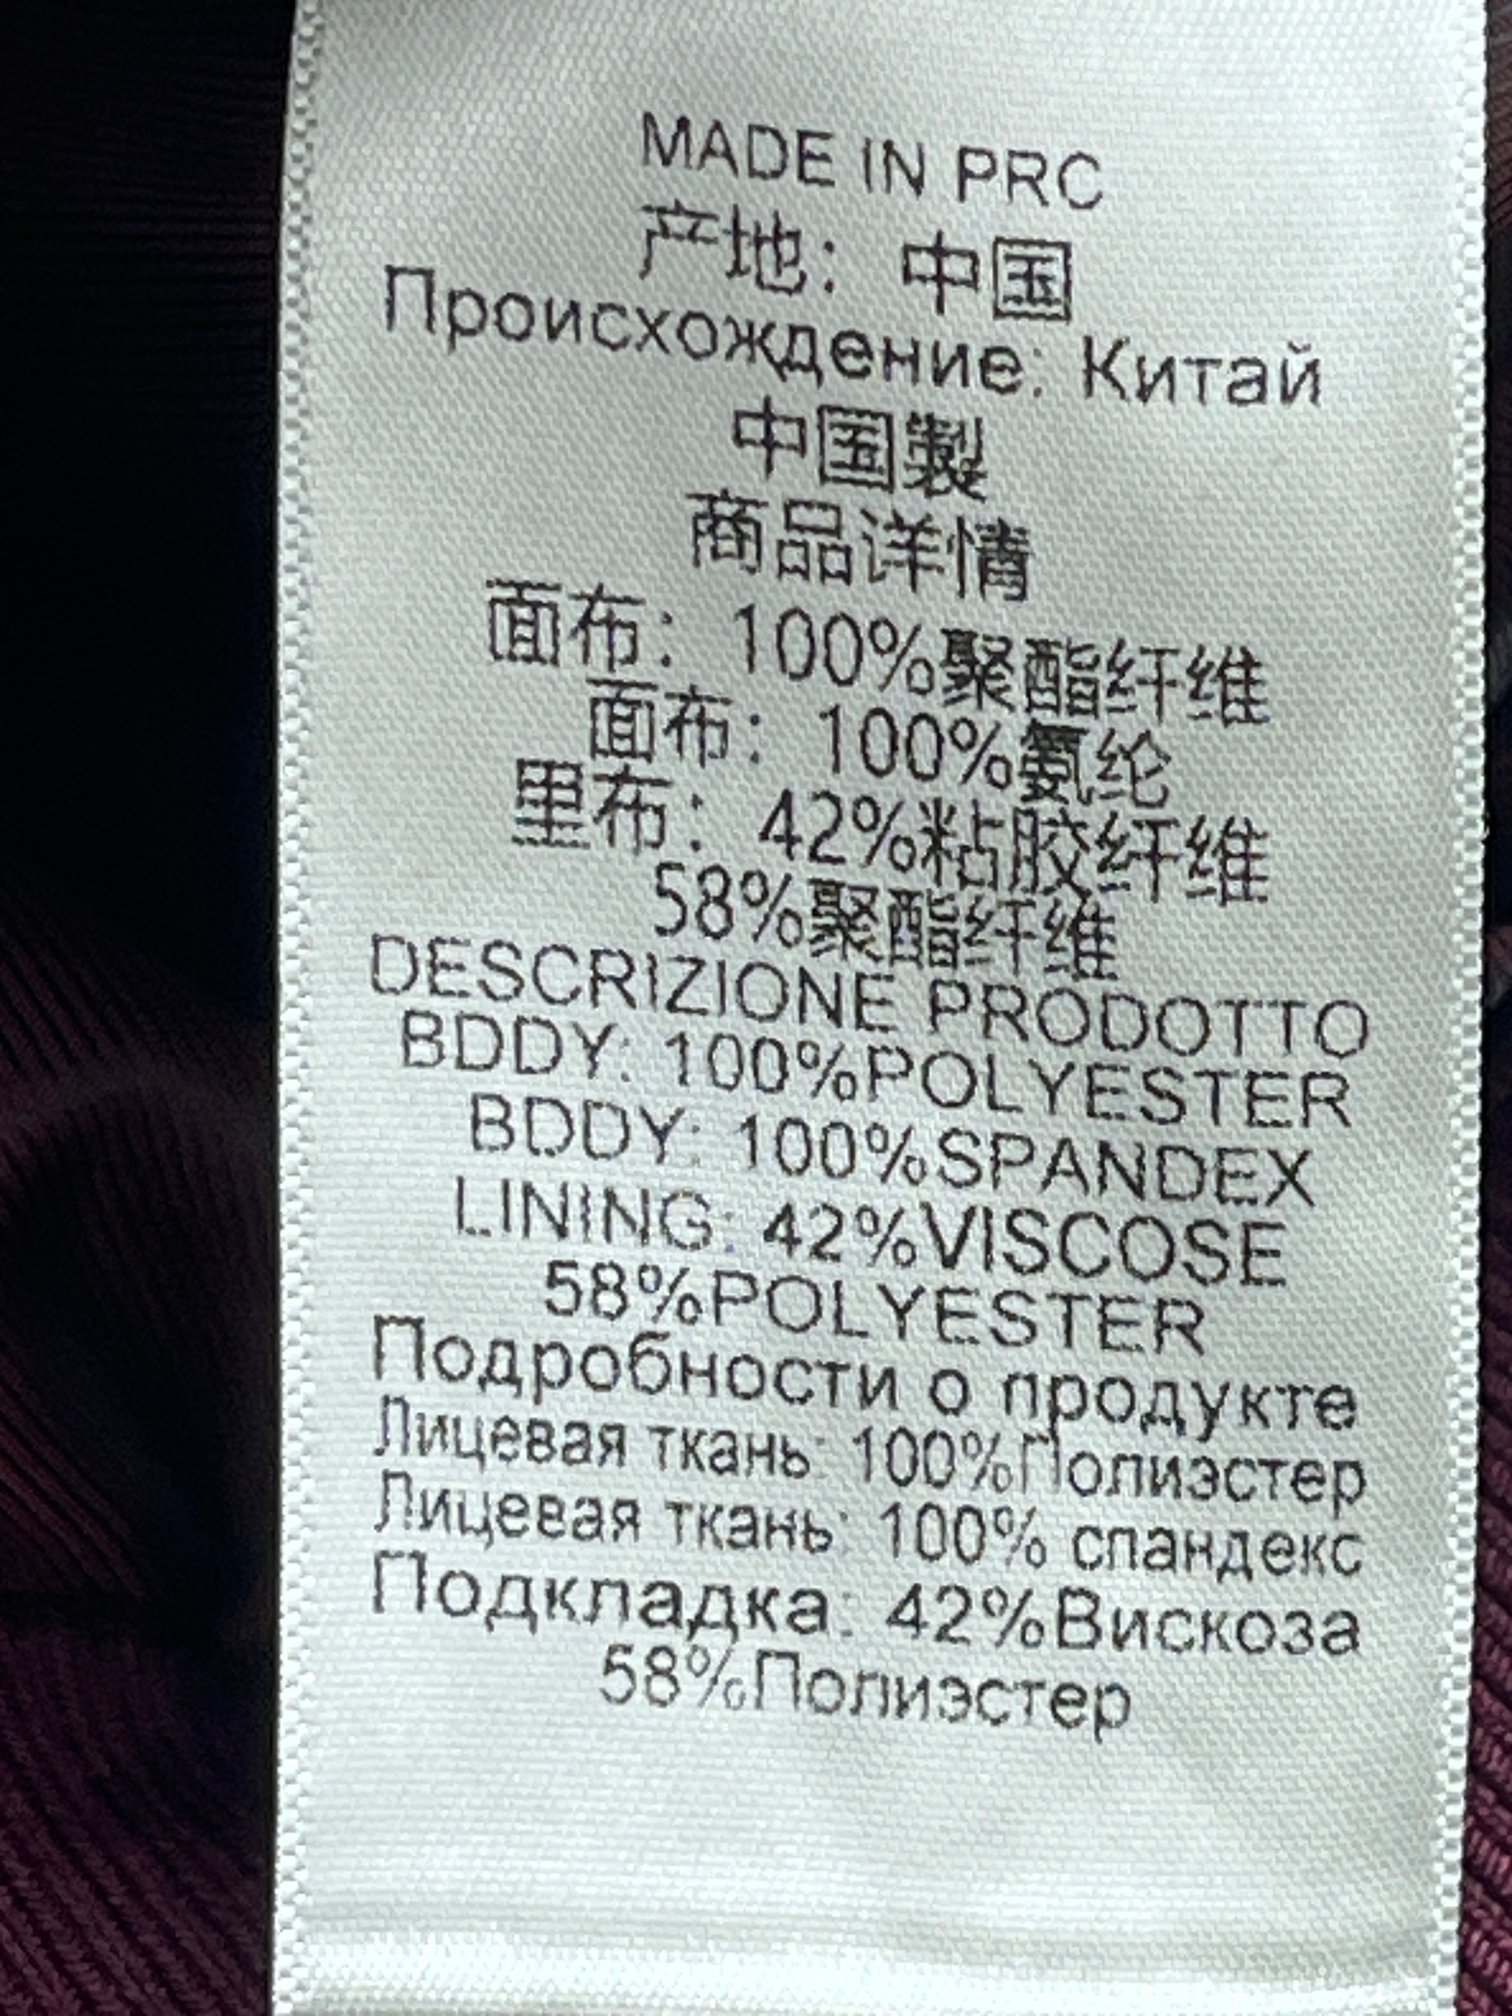 MADE IN PRC
产地：中国
Происхождение: Китай
中国製
商品详情
面布：100%聚酯纤维
面布：100%氨纶
里布：42%粘胶纤维
58%聚酯纤维
DESCRIZIONE PRODOTTO
BDDY: 100%POLYESTER
BDDY: 100%SPANDEX
LINING: 42%VISCOSE
58%POLYESTER
Подробности о продукте
Лицевая ткань: 100%Полиэстер
Лицевая ткань: 100% спандекс
Подкладка: 42%Вискоза
58%Полиэстер